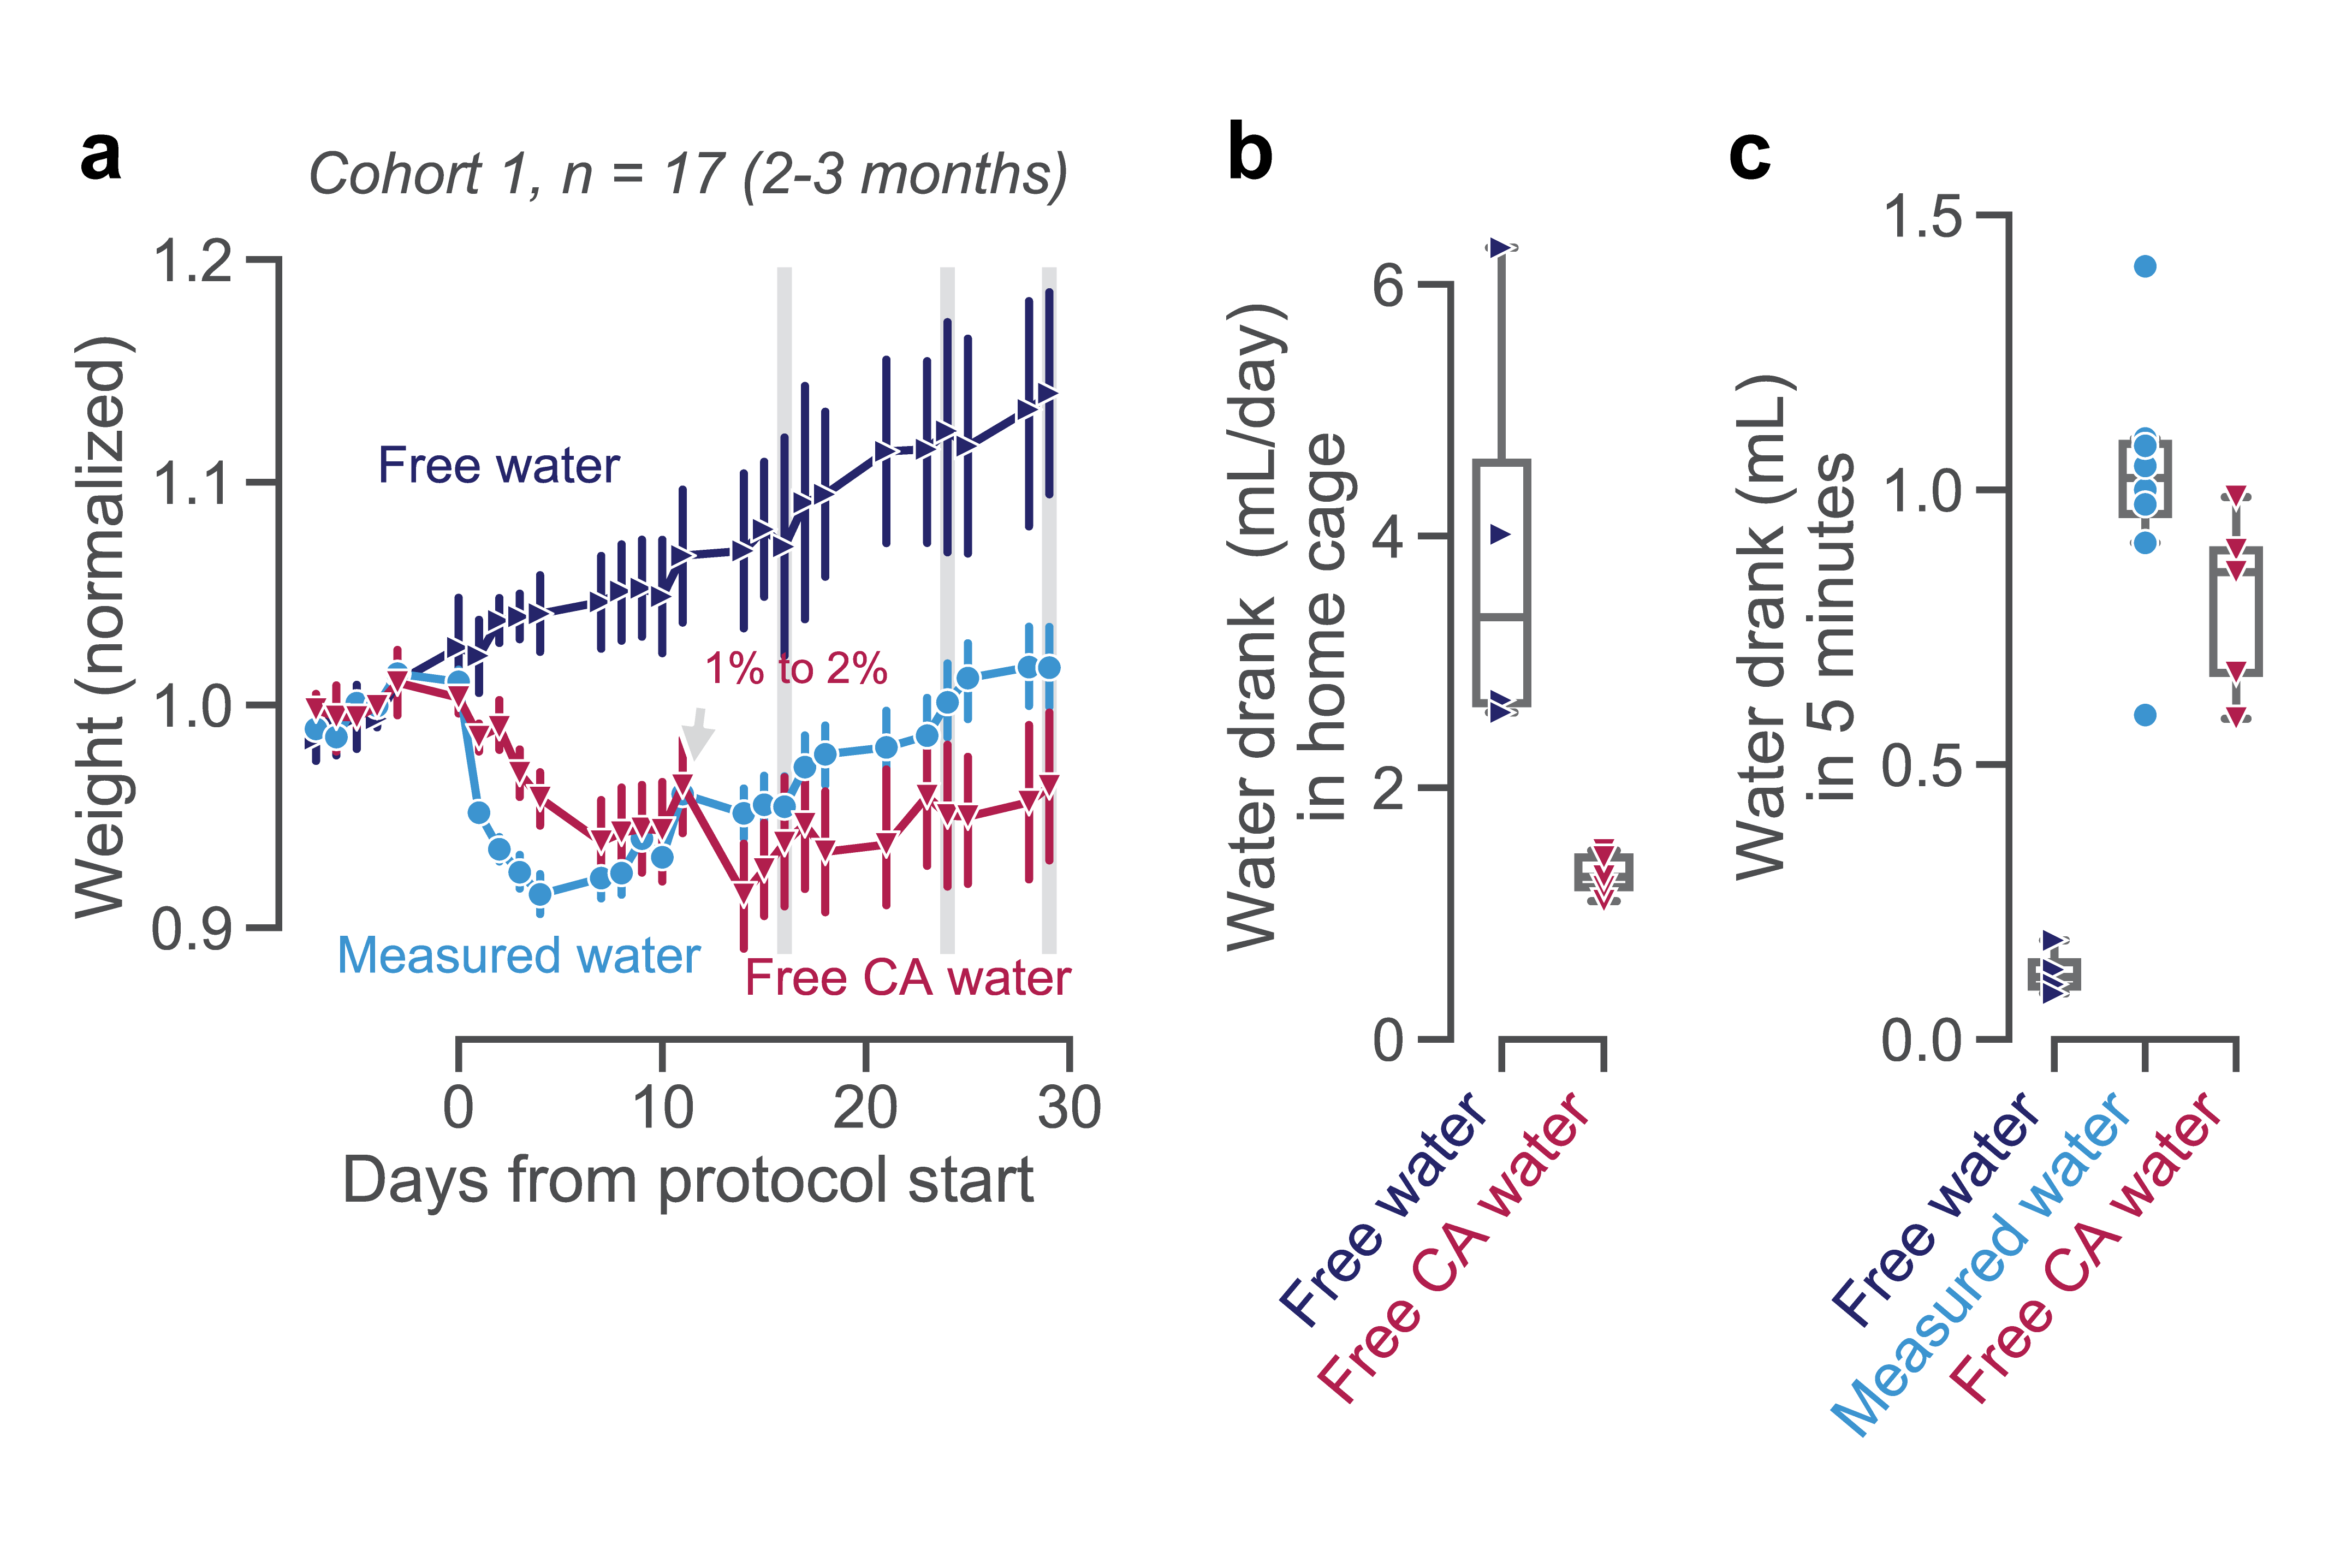 a
Cohort 1, n = 17 (2-3 months)
Weight (normalized)
1.2
1.1
1.0
0.9
Free water
1% to 2%
Measured water
Free CA water
0
10
20
30
Days from protocol start
b
Water drank (mL/day)
in home cage
6
4
2
0
Free water
Free CA water
c
Water drank (mL)
in 5 minutes
1.5
1.0
0.5
0.0
Free water
Measured water
Free CA water